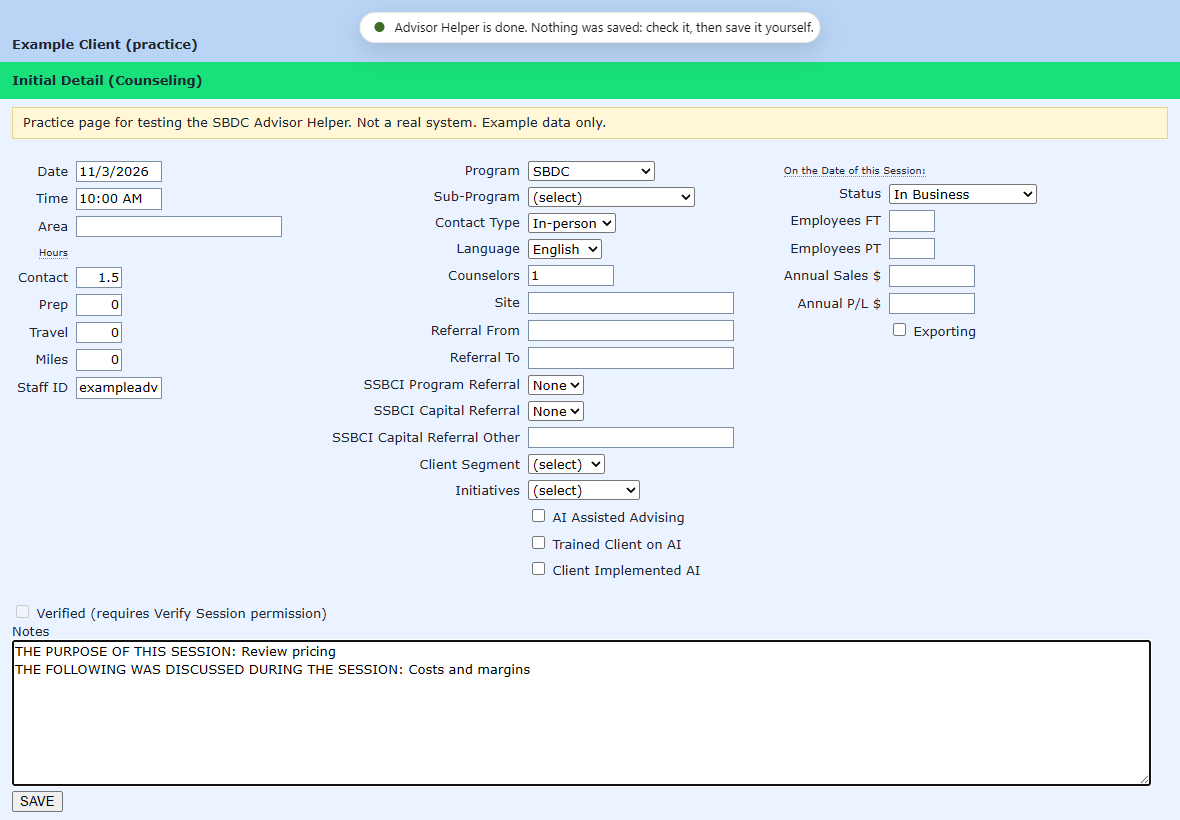 Advisor Helper is done. Nothing was saved: check it, then save it yourself.
Example Client (practice)
Initial Detail (Counseling)
Practice page for testing the SBDC Advisor Helper. Not a real system. Example data only.
Date 11/3/2026
Time 10:00 AM
Area
Hours
Contact 1.5
Prep 0
Travel 0
Miles 0
Staff ID exampleadv
Program SBDC
Sub-Program (select)
Contact Type In-person
Language English
Counselors 1
Site
Referral From
Referral To
SSBCI Program Referral None
SSBCI Capital Referral None
SSBCI Capital Referral Other
Client Segment (select)
Initiatives (select)
AI Assisted Advising
Trained Client on AI
Client Implemented AI
On the Date of this Session:
Status In Business
Employees FT
Employees PT
Annual Sales $
Annual P/L $
Exporting
Verified (requires Verify Session permission)
Notes
THE PURPOSE OF THIS SESSION: Review pricing
THE FOLLOWING WAS DISCUSSED DURING THE SESSION: Costs and margins
SAVE